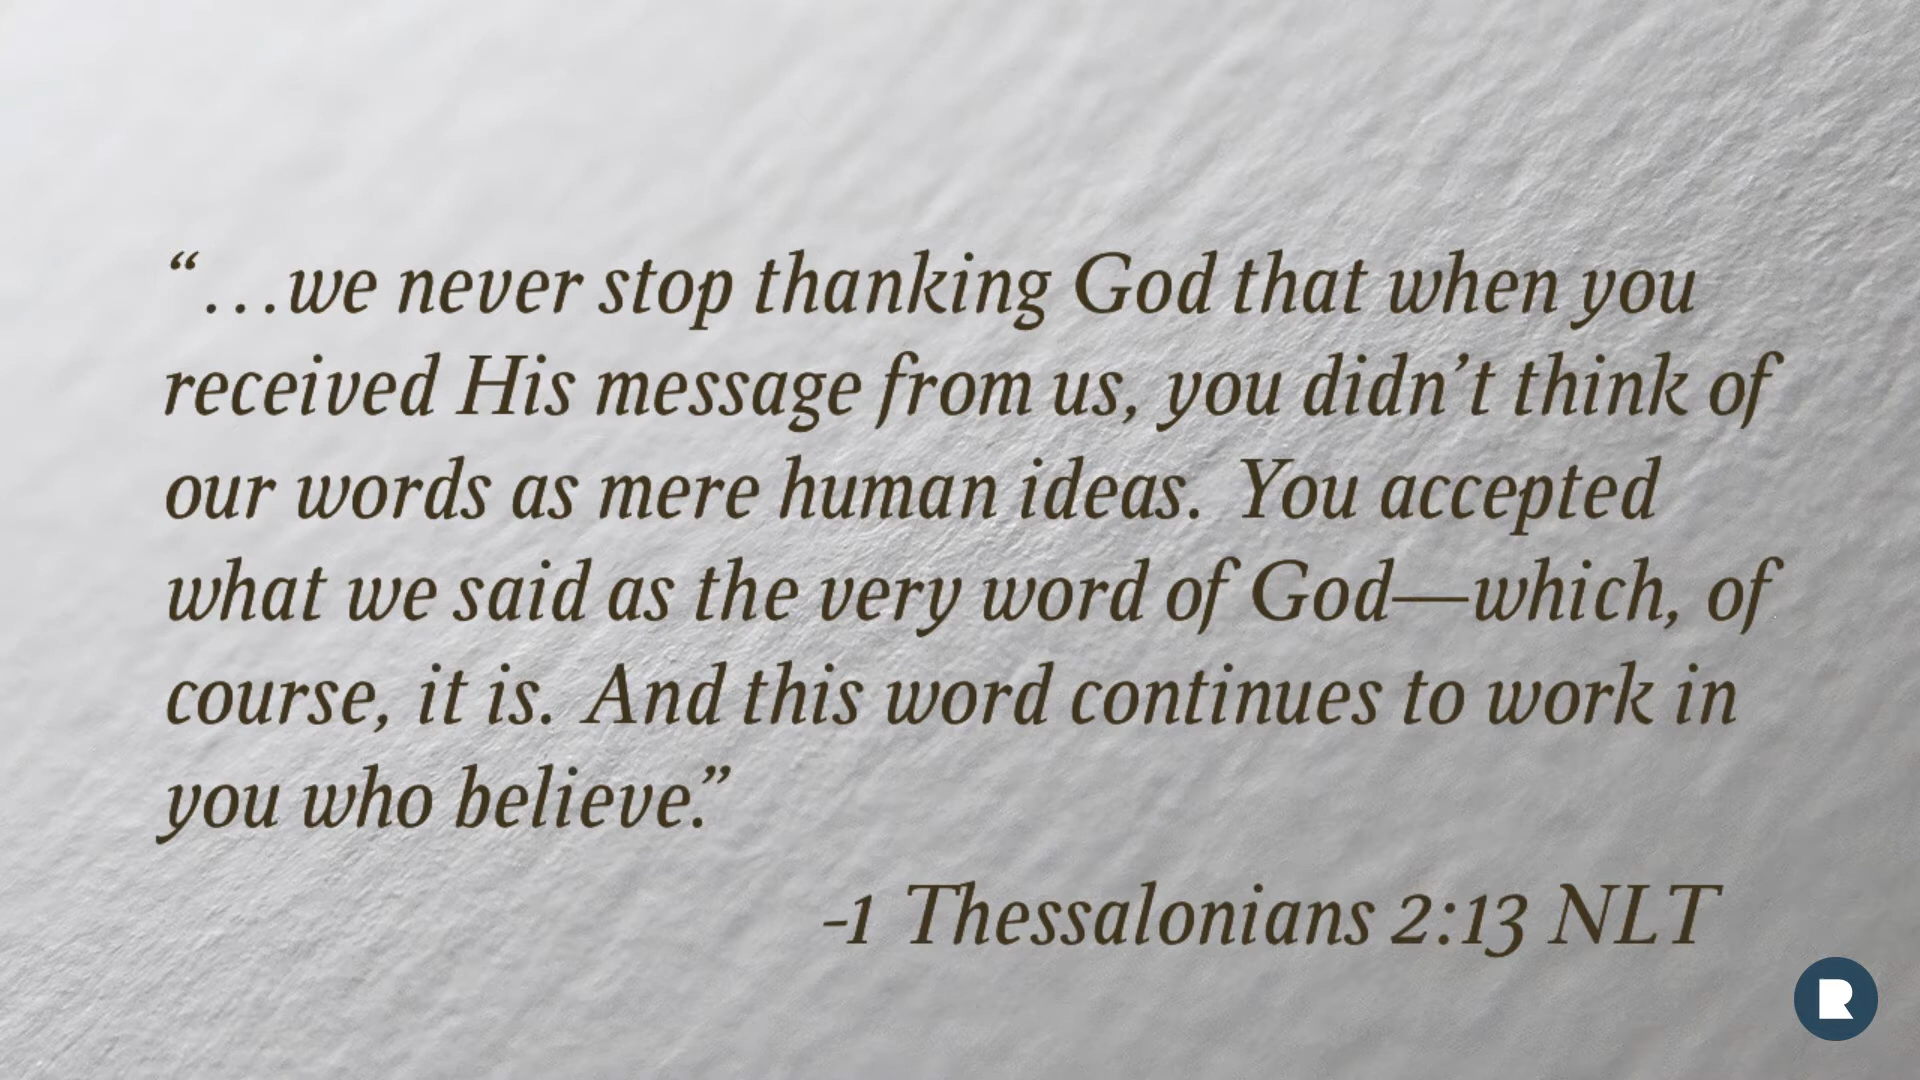 “…we never stop thanking God that when you
received His message from us, you didn’t think of
our words as mere human ideas. You accepted
what we said as the very word of God—which, of
course, it is. And this word continues to work in
you who believe.”
-1 Thessalonians 2:13 NLT
R